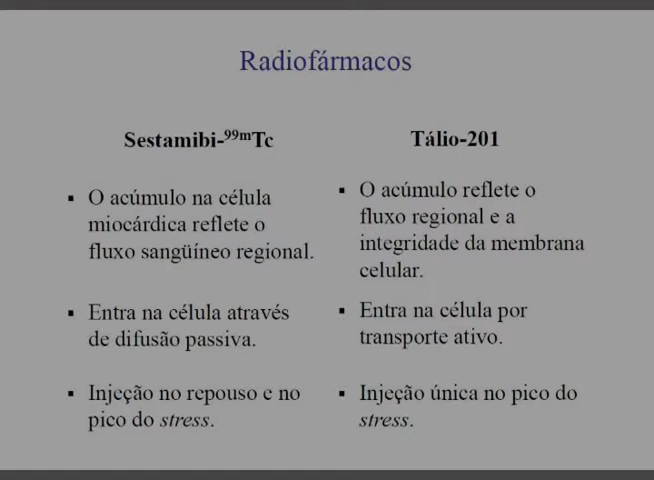 Radiofármacos
Sestamibi-⁹⁹ᵐTc
▪ O acúmulo na célula
miocárdica reflete o
fluxo sangüíneo regional.
▪ Entra na célula através
de difusão passiva.
▪ Injeção no repouso e no
pico do stress.
Tálio-201
▪ O acúmulo reflete o
fluxo regional e a
integridade da membrana
celular.
▪ Entra na célula por
transporte ativo.
▪ Injeção única no pico do
stress.